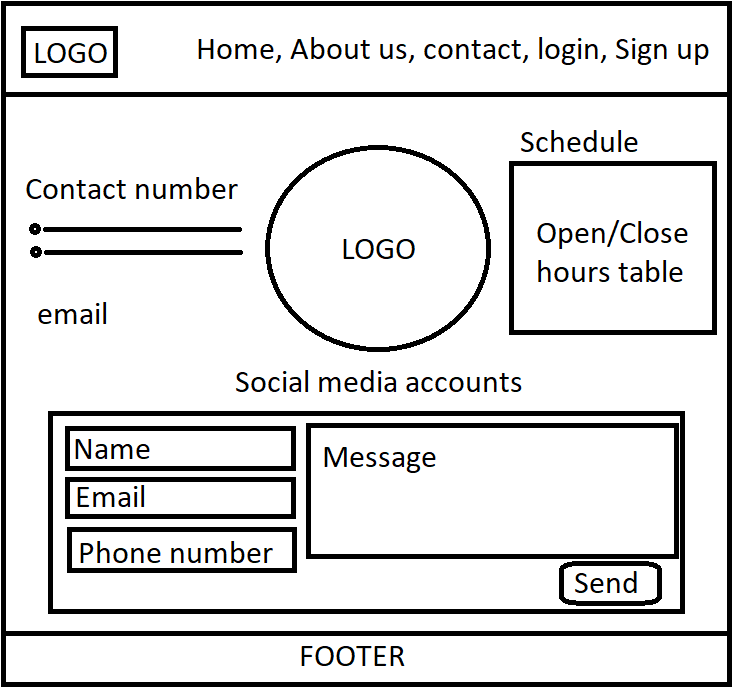 LOGO
Home, About us, contact, login, Sign up
Contact number
email
LOGO
Schedule
Open/Close
hours table
Social media accounts
Name
Email
Phone number
Message
Send
FOOTER